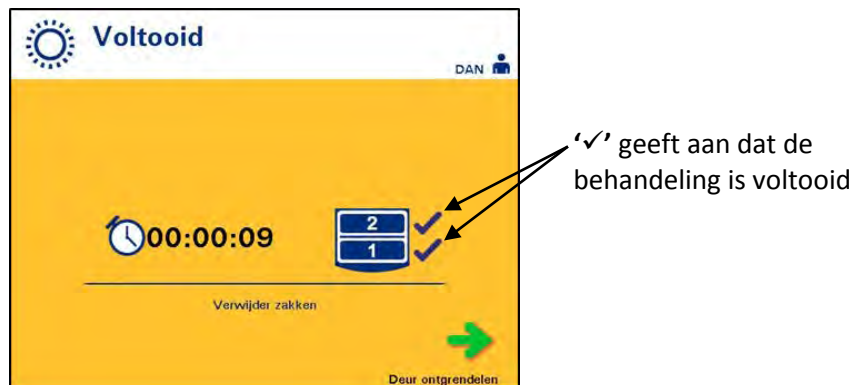 Voltooid
DAN
'✓' geeft aan dat de
behandeling is voltooid
00:00:09
2
1
Verwijder zakken
Deur ontgrendelen